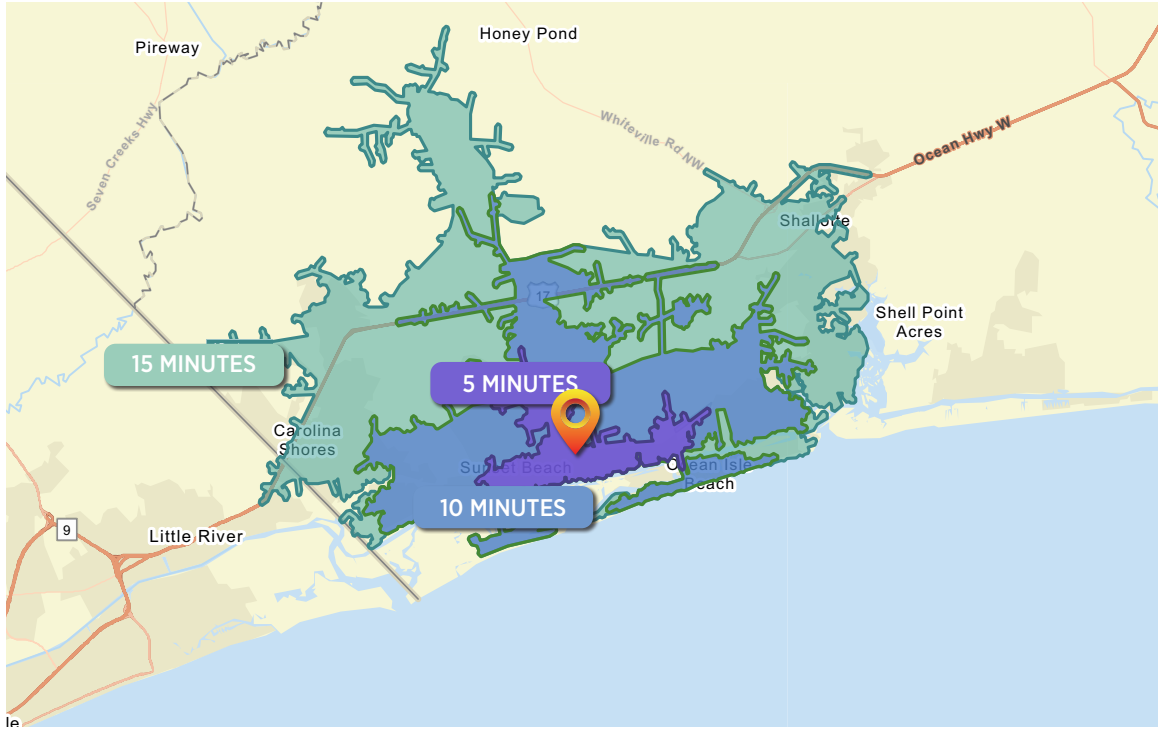 Honey Pond
Pireway
Seven Creeks Hwy
Whiteville Rd NW
Ocean Hwy W
Shallotte
17
Shell Point
Acres
15 MINUTES
5 MINUTES
Carolina
Shores
Sunset Beach
Ocean Isle
Beach
10 MINUTES
9
Little River
le